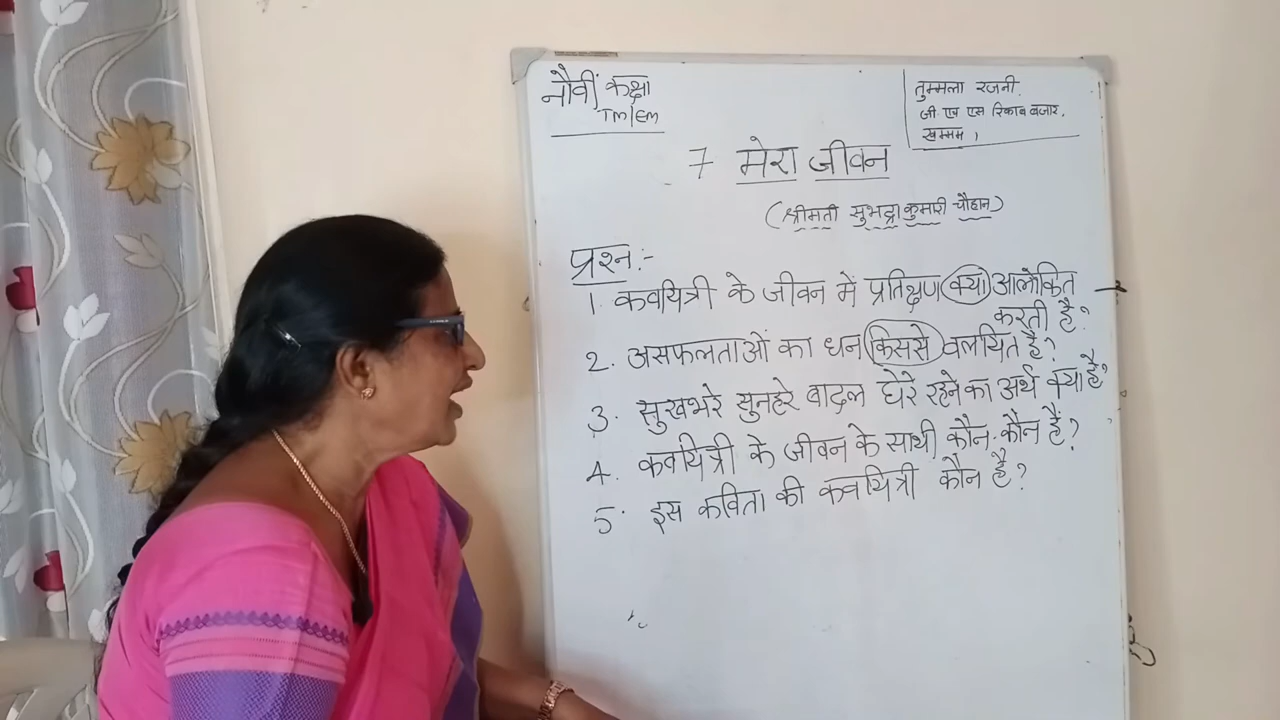 नौवीं कक्षा
TM/EM
तुम्मला रजनी.
जी एच एस रिकाब बजार,
खम्मम ।
7 मेरा जीवन
(श्रीमती सुभद्रा कुमारी चौहान)
प्रश्न :-
1. कवयित्री के जीवन में प्रतिक्षण क्या आलोकित
करती है?
2. असफलताओं का धन किससे वलयित है?
3. सुखभरे सुनहरे बादल घेरे रहने का अर्थ क्या है?
4. कवयित्री के जीवन के साथी कौन-कौन हैं?
5. इस कविता की कवयित्री कौन है?